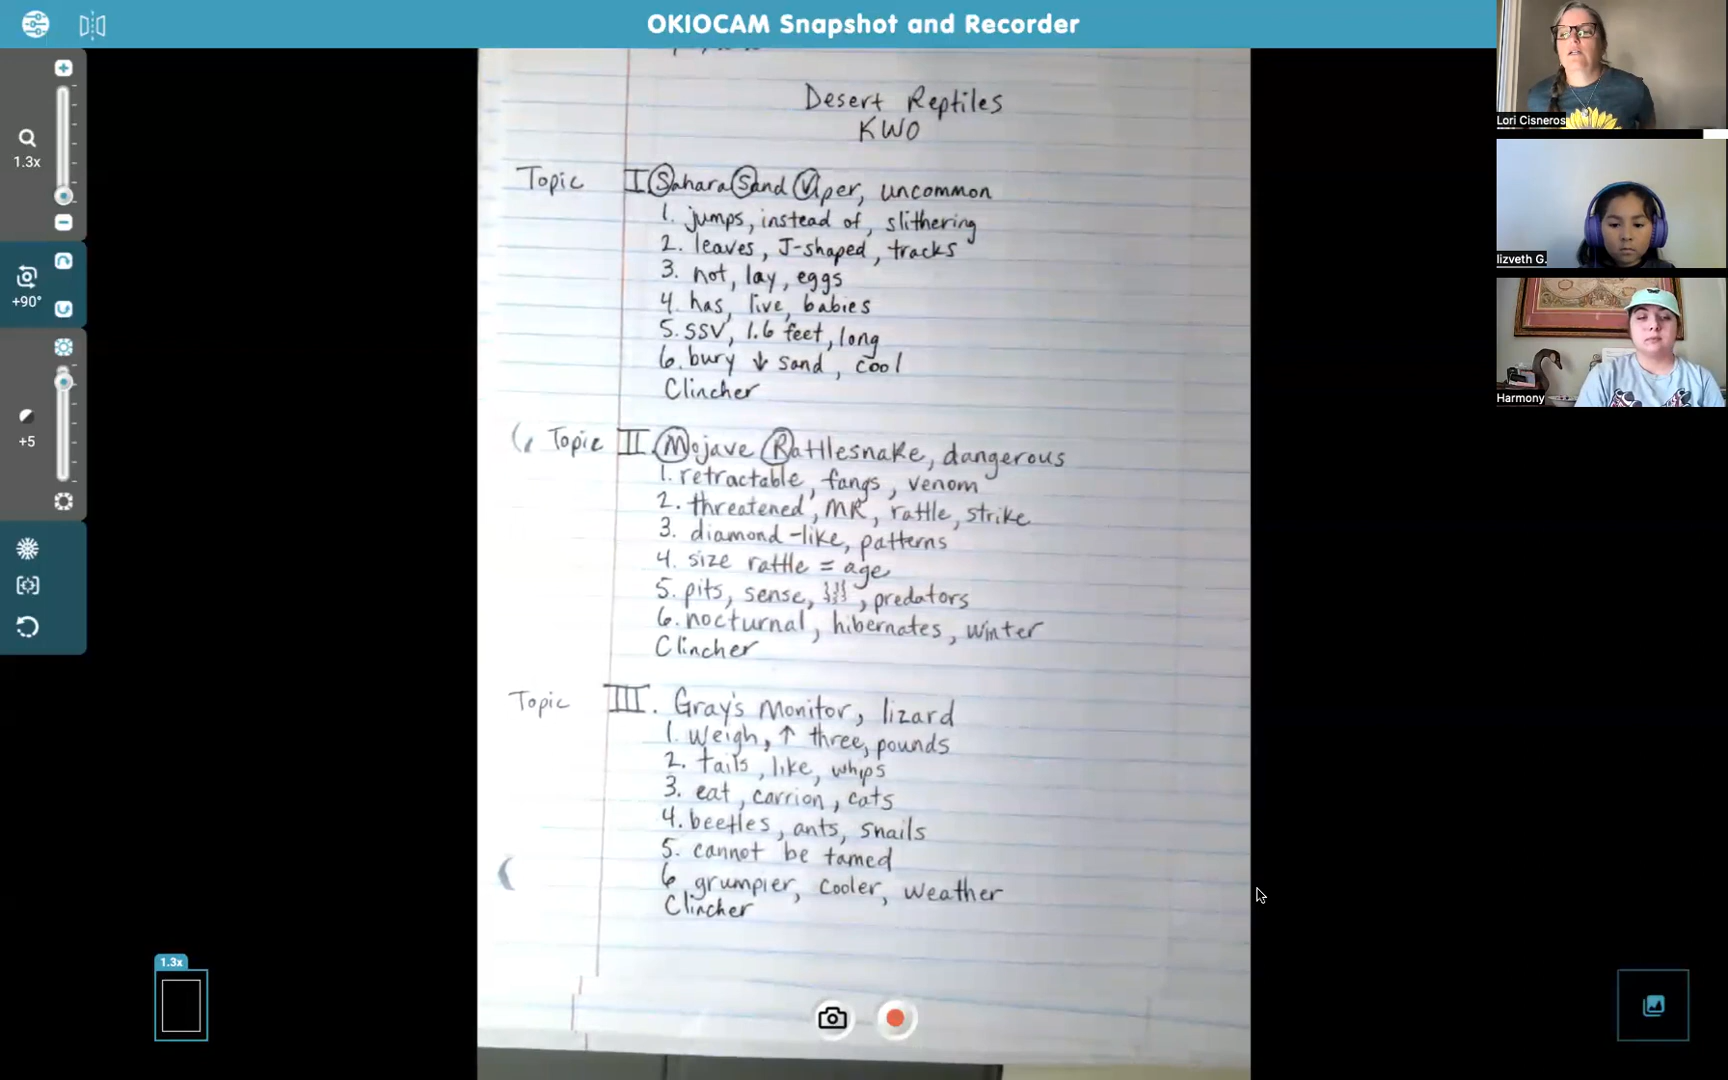 OKIOCAM Snapshot and Recorder
1.3x
+90°
+5
1.3x
Desert Reptiles
KWO
Topic I Sahara Sand Viper, uncommon
1. jumps, instead of, slithering
2. leaves, J-shaped, tracks
3. not, lay, eggs
4. has, live, babies
5. SSV, 1.6 feet, long
6. bury ↓ sand, cool
Clincher
Topic II. Mojave Rattlesnake, dangerous
1. retractable, fangs, venom
2. threatened, MR, rattle, strike
3. diamond-like, patterns
4. size rattle = age
5. pits, sense, , predators
6. nocturnal, hibernates, winter
Clincher
Topic III. Gray's Monitor, lizard
1. weigh, ↑ three, pounds
2. tails, like, whips
3. eat, carrion, cats
4. beetles, ants, snails
5. cannot be tamed
6 grumpier, cooler, weather
Clincher
Lori Cisneros
lizveth G.
Harmony